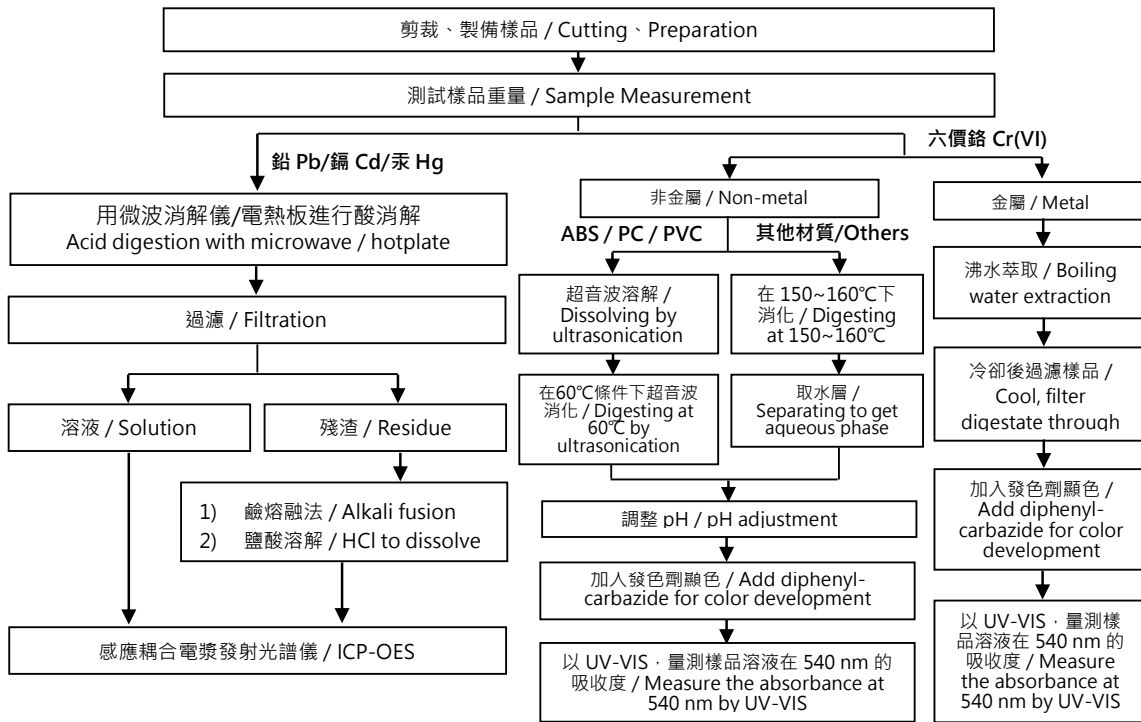 剪裁、製備樣品 / Cutting、Preparation
測試樣品重量 / Sample Measurement
鉛 Pb/鎘 Cd/汞 Hg
六價鉻 Cr(VI)
用微波消解儀/電熱板進行酸消解
Acid digestion with microwave / hotplate
過濾 / Filtration
溶液 / Solution
殘渣 / Residue
1) 鹼熔融法 / Alkali fusion
2) 鹽酸溶解 / HCl to dissolve
感應耦合電漿發射光譜儀 / ICP-OES
非金屬 / Non-metal
ABS / PC / PVC
其他材質/Others
超音波溶解 /
Dissolving by
ultrasonication
在60℃條件下超音波
消化 / Digesting at
60℃ by
ultrasonication
在 150~160℃下
消化 / Digesting
at 150~160℃
取水層 /
Separating to get
aqueous phase
調整 pH / pH adjustment
加入發色劑顯色 / Add diphenyl-
carbazide for color development
以 UV-VIS，量測樣品溶液在 540 nm 的
吸收度 / Measure the absorbance at
540 nm by UV-VIS
金屬 / Metal
沸水萃取 / Boiling
water extraction
冷卻後過濾樣品 /
Cool, filter
digestate through
加入發色劑顯色 /
Add diphenyl-
carbazide for color
development
以 UV-VIS，量測樣
品溶液在 540 nm 的
吸收度 / Measure
the absorbance at
540 nm by UV-VIS